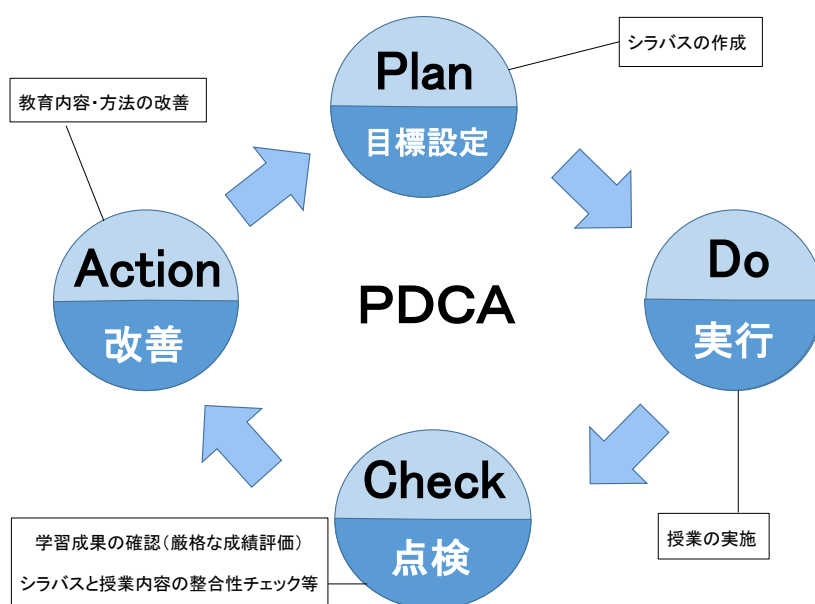 Plan
目標設定
シラバスの作成
教育内容・方法の改善
Action
改善
PDCA
Do
実行
Check
点検
学習成果の確認（厳格な成績評価）
シラバスと授業内容の整合性チェック等
授業の実施